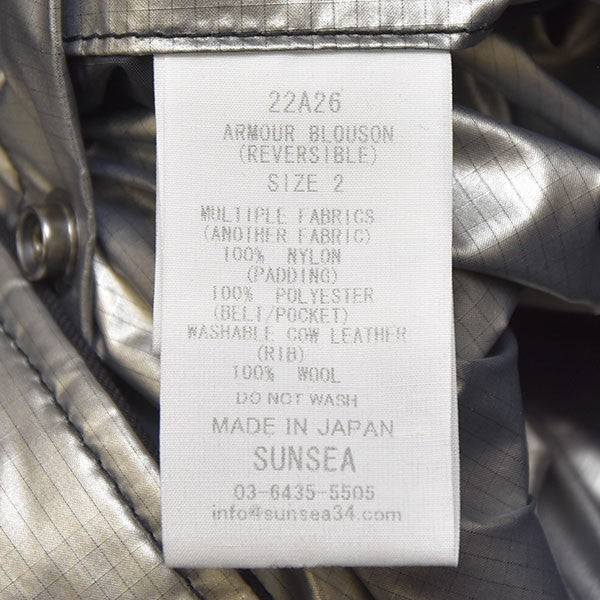 22A26
ARMOUR BLOUSON
(REVERSIBLE)
SIZE 2
MULTIPLE FABRICS
(ANOTHER FABRIC)
100% NYLON
(PADDING)
100% POLYESTER
(BELT/POCKET)
WASHABLE COW LEATHER
(RIB)
100% WOOL
DO NOT WASH
MADE IN JAPAN
SUNSEA
03-6435-5505
info@sunsea34.com